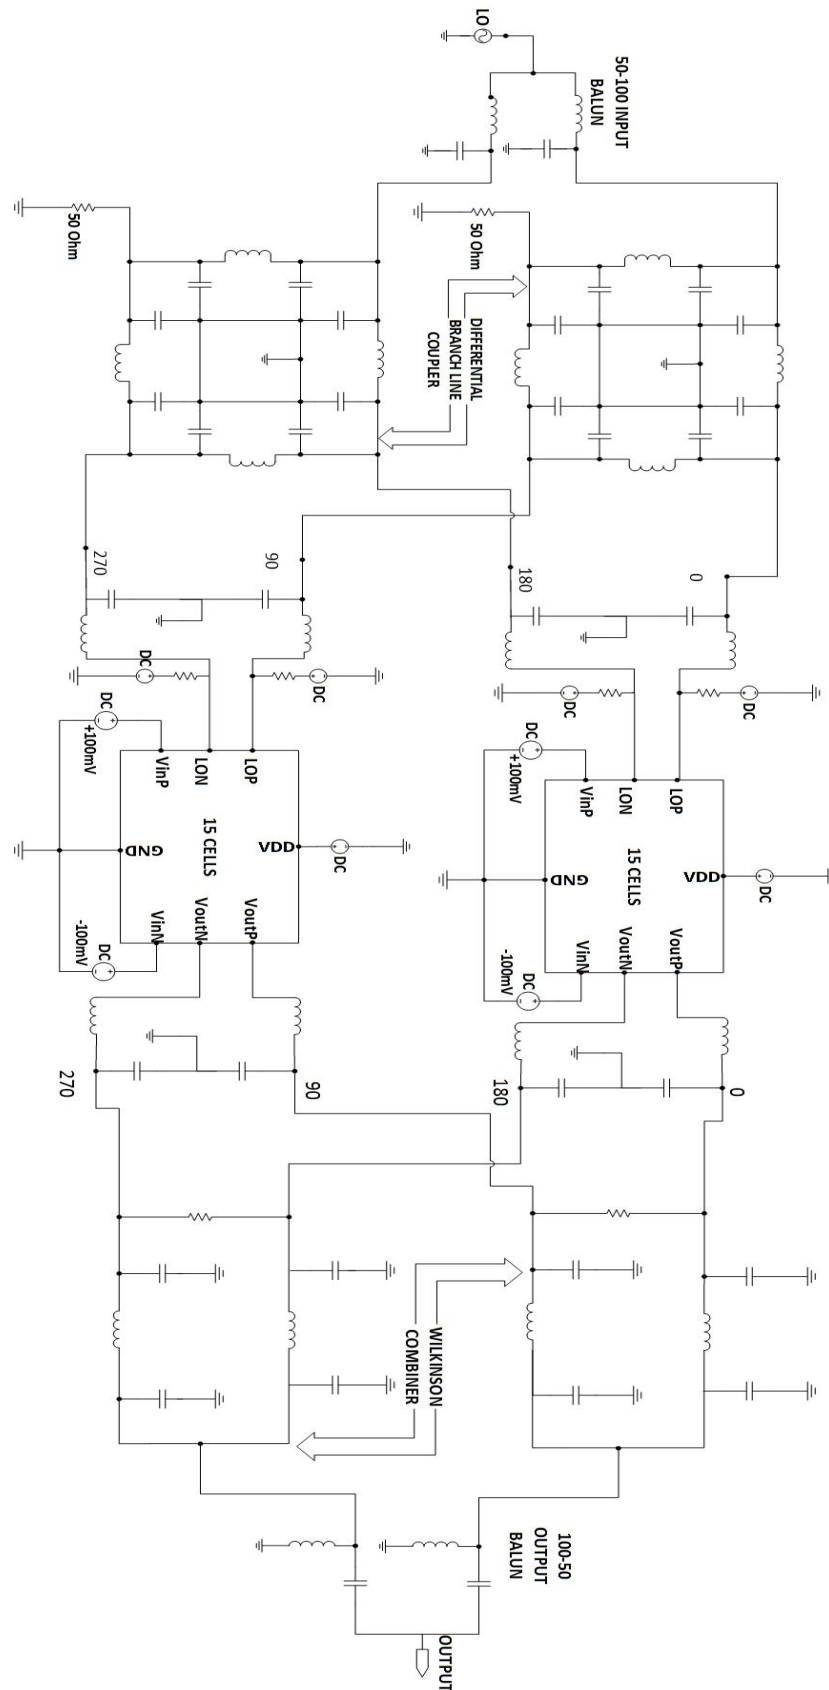 LO
50-100 INPUT
BALUN
50 Ohm
50 Ohm
DIFFERENTIAL
BRANCH LINE
COUPLER
0
180
90
270
DC
DC
LOP
LON
VinP
DC
+100mV
VDD
DC
15 CELLS
GND
VoutP
VoutN
VinN
DC
-100mV
0
180
DC
DC
LOP
LON
VinP
DC
+100mV
VDD
DC
15 CELLS
GND
VoutP
VoutN
VinN
DC
-100mV
90
270
WILKINSON
COMBINER
100-50
OUTPUT
BALUN
OUTPUT